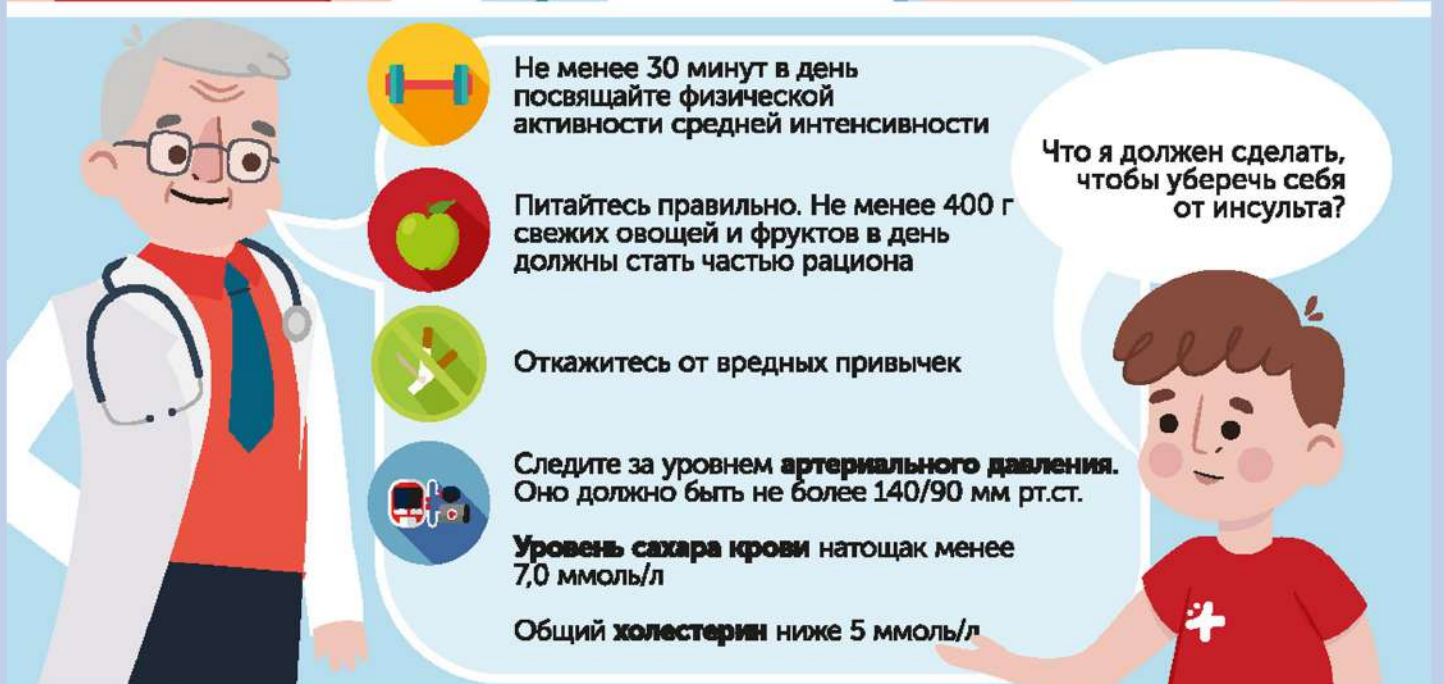 Не менее 30 минут в день
посвящайте физической
активности средней интенсивности
Что я должен сделать,
чтобы уберечь себя
от инсульта?
Питайтесь правильно. Не менее 400 г
свежих овощей и фруктов в день
должны стать частью рациона
Откажитесь от вредных привычек
Следите за уровнем артериального давления.
Оно должно быть не более 140/90 мм рт.ст.
Уровень сахара крови натощак менее
7,0 ммоль/л
Общий холестерин ниже 5 ммоль/л